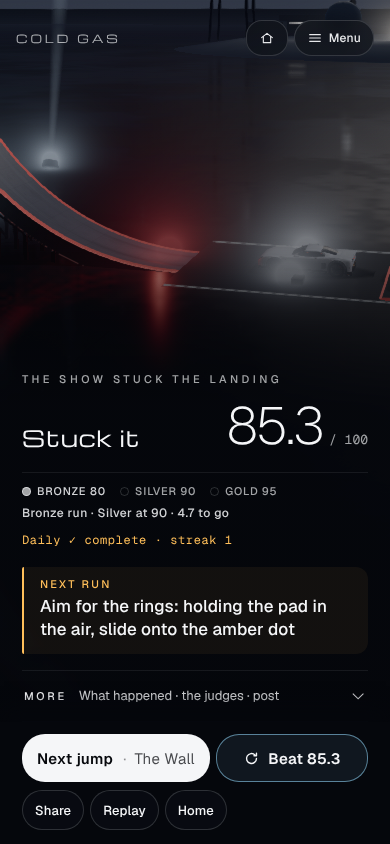 COLD GAS
Menu
THE SHOW STUCK THE LANDING
Stuck it 85.3 / 100
BRONZE 80 SILVER 90 GOLD 95
Bronze run · Silver at 90 · 4.7 to go
Daily ✓ complete · streak 1
NEXT RUN
Aim for the rings: holding the pad in
the air, slide onto the amber dot
MORE What happened · the judges · post
Next jump · The Wall
Beat 85.3
Share Replay Home